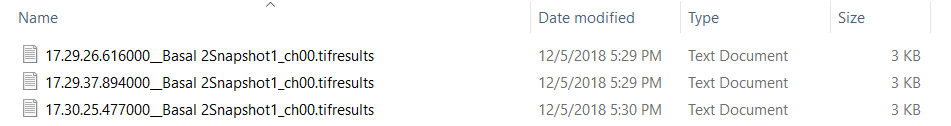 Name Date modified Type Size
17.29.26.616000__Basal 2Snapshot1_ch00.tifresults 12/5/2018 5:29 PM Text Document 3 KB
17.29.37.894000__Basal 2Snapshot1_ch00.tifresults 12/5/2018 5:29 PM Text Document 3 KB
17.30.25.477000__Basal 2Snapshot1_ch00.tifresults 12/5/2018 5:30 PM Text Document 3 KB